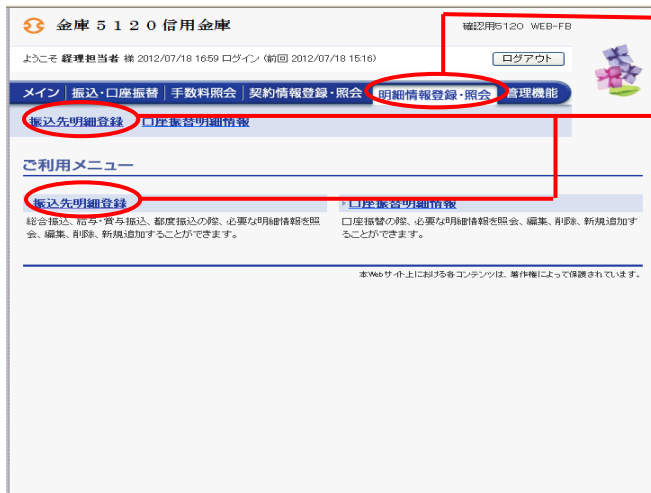 金庫５１２０信用金庫
確認用5120 WEB-FB
ようこそ 経理担当者 様 2012/07/18 16:59 ログイン (前回 2012/07/18 15:16)
ログアウト
メイン 振込・口座振替 手数料照会 契約情報登録・照会 明細情報登録・照会 管理機能
振込先明細登録 口座振替明細情報
ご利用メニュー
振込先明細登録 口座振替明細情報
総合振込、給与・賞与振込、都度振込の際、必要な明細情報を照 口座振替の際、必要な明細情報を照会、編集、削除、新規追加す
会、編集、削除、新規追加することができます。 ることができます。
本Webサイト上における各コンテンツは、著作権によって保護されています。